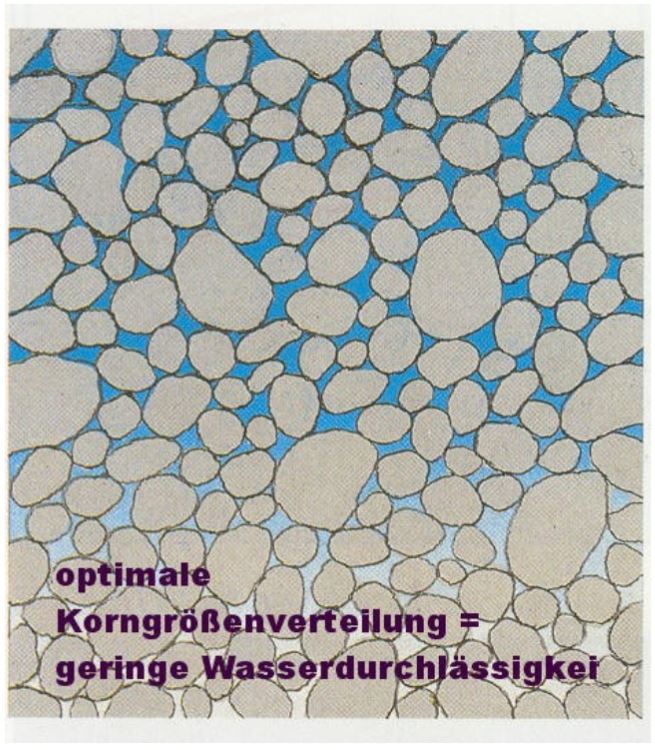 optimale
Korngrößenverteilung =
geringe Wasserdurchlässigkei